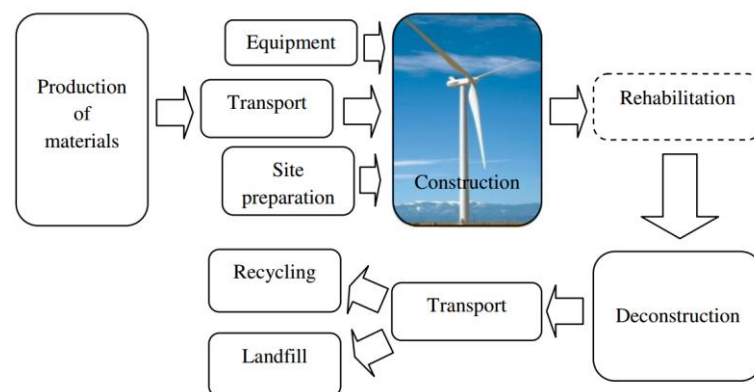 Production
of
materials
Equipment
Transport
Site
preparation
Construction
Rehabilitation
Deconstruction
Transport
Recycling
Landfill